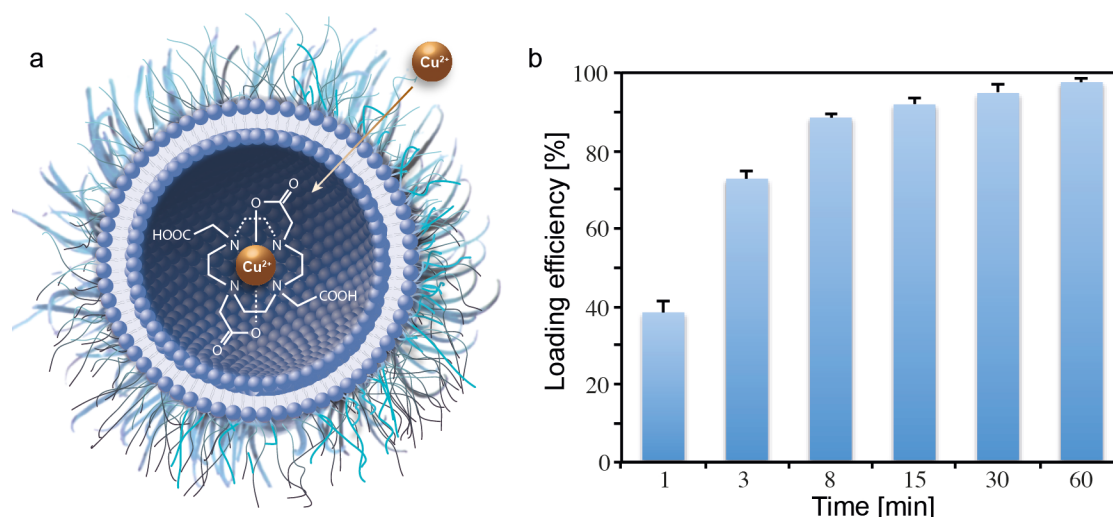 a
Cu²⁺
O
O
HOOC
N
N
Cu²⁺
N
N
COOH
O
O
b
Loading efficiency [%]
100
80
60
40
20
0
1 3 8 15 30 60
Time [min]